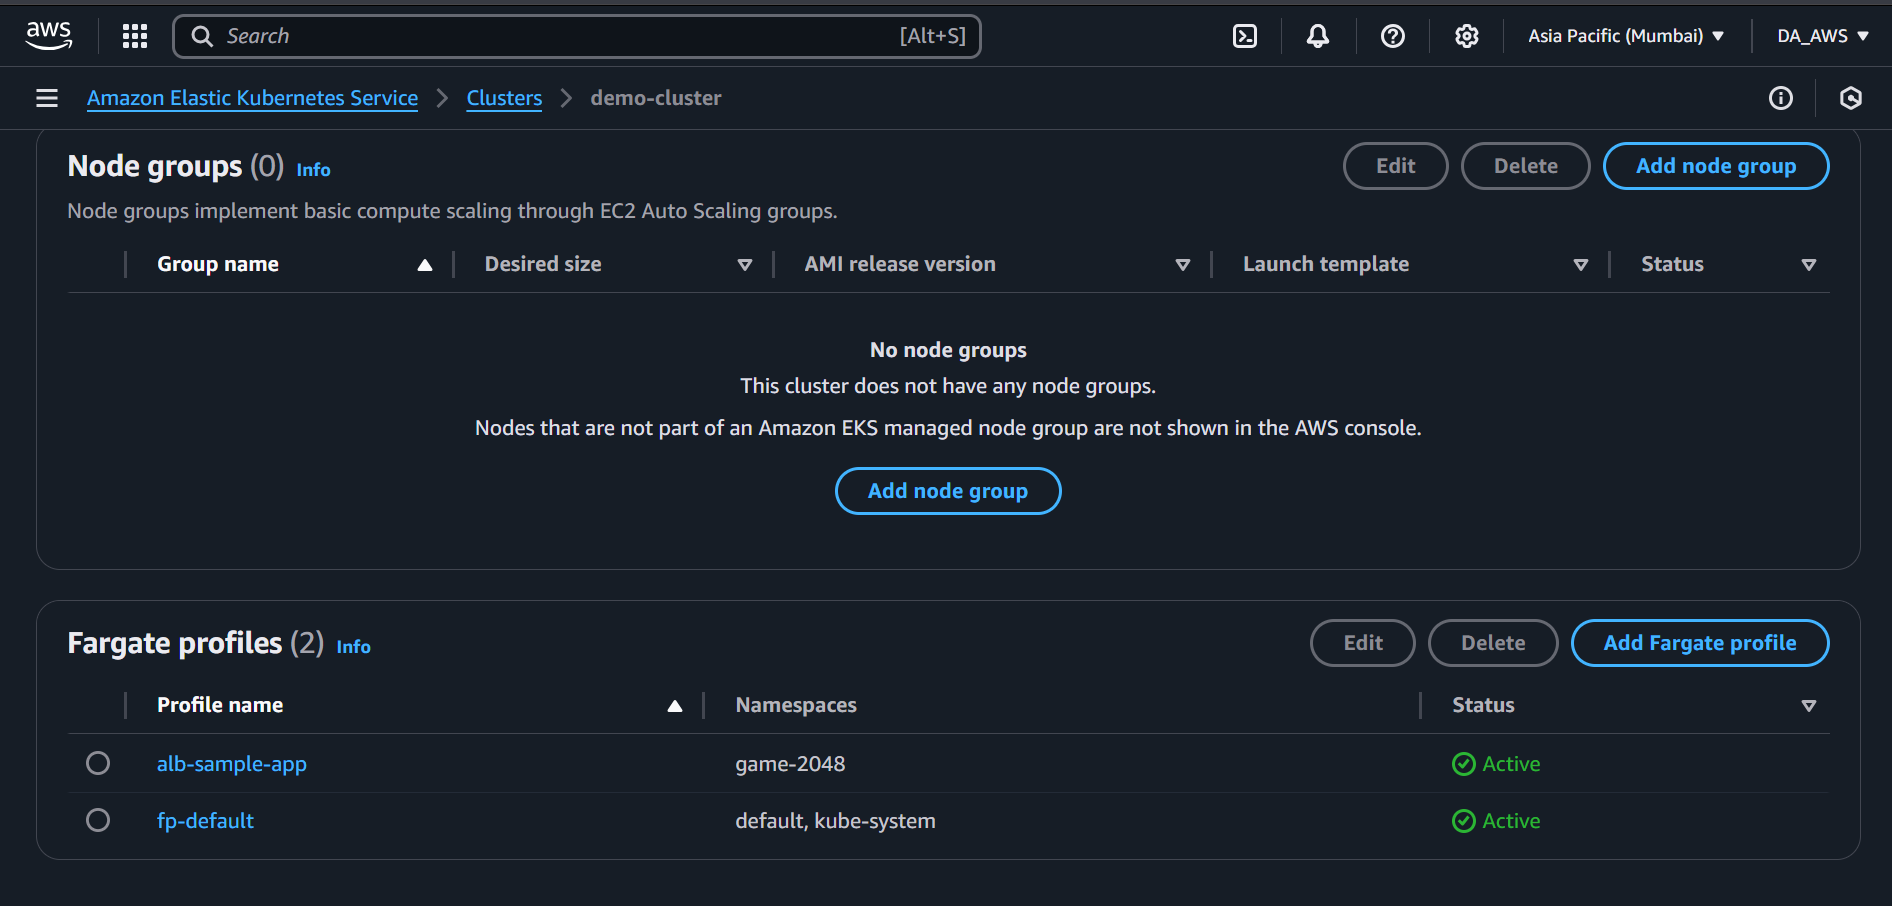 aws Search [Alt+S] Asia Pacific (Mumbai) DA_AWS
Amazon Elastic Kubernetes Service Clusters demo-cluster
Node groups (0) Info Edit Delete Add node group
Node groups implement basic compute scaling through EC2 Auto Scaling groups.
Group name Desired size AMI release version Launch template Status
No node groups
This cluster does not have any node groups.
Nodes that are not part of an Amazon EKS managed node group are not shown in the AWS console.
Add node group
Fargate profiles (2) Info Edit Delete Add Fargate profile
Profile name Namespaces Status
alb-sample-app game-2048 Active
fp-default default, kube-system Active